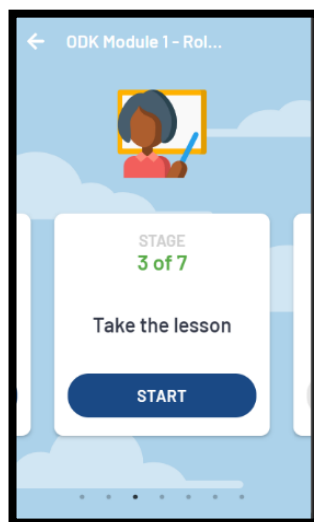 ODK Module 1 - Rol...
STAGE
3 of 7
Take the lesson
START